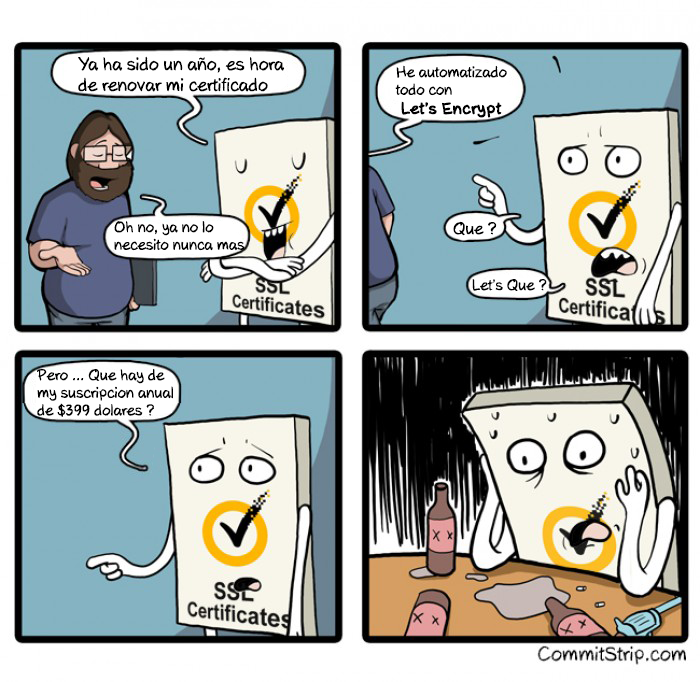 Ya ha sido un año, es hora
de renovar mi certificado
Oh no, ya no lo
necesito nunca mas
SSL
Certificates
He automatizado
todo con
Let's Encrypt
Que ?
Let's Que ?
SSL
Certificates
Pero ... Que hay de
my suscripcion anual
de $399 dolares ?
SSL
Certificates
X X
X X
X X
CommitStrip.com